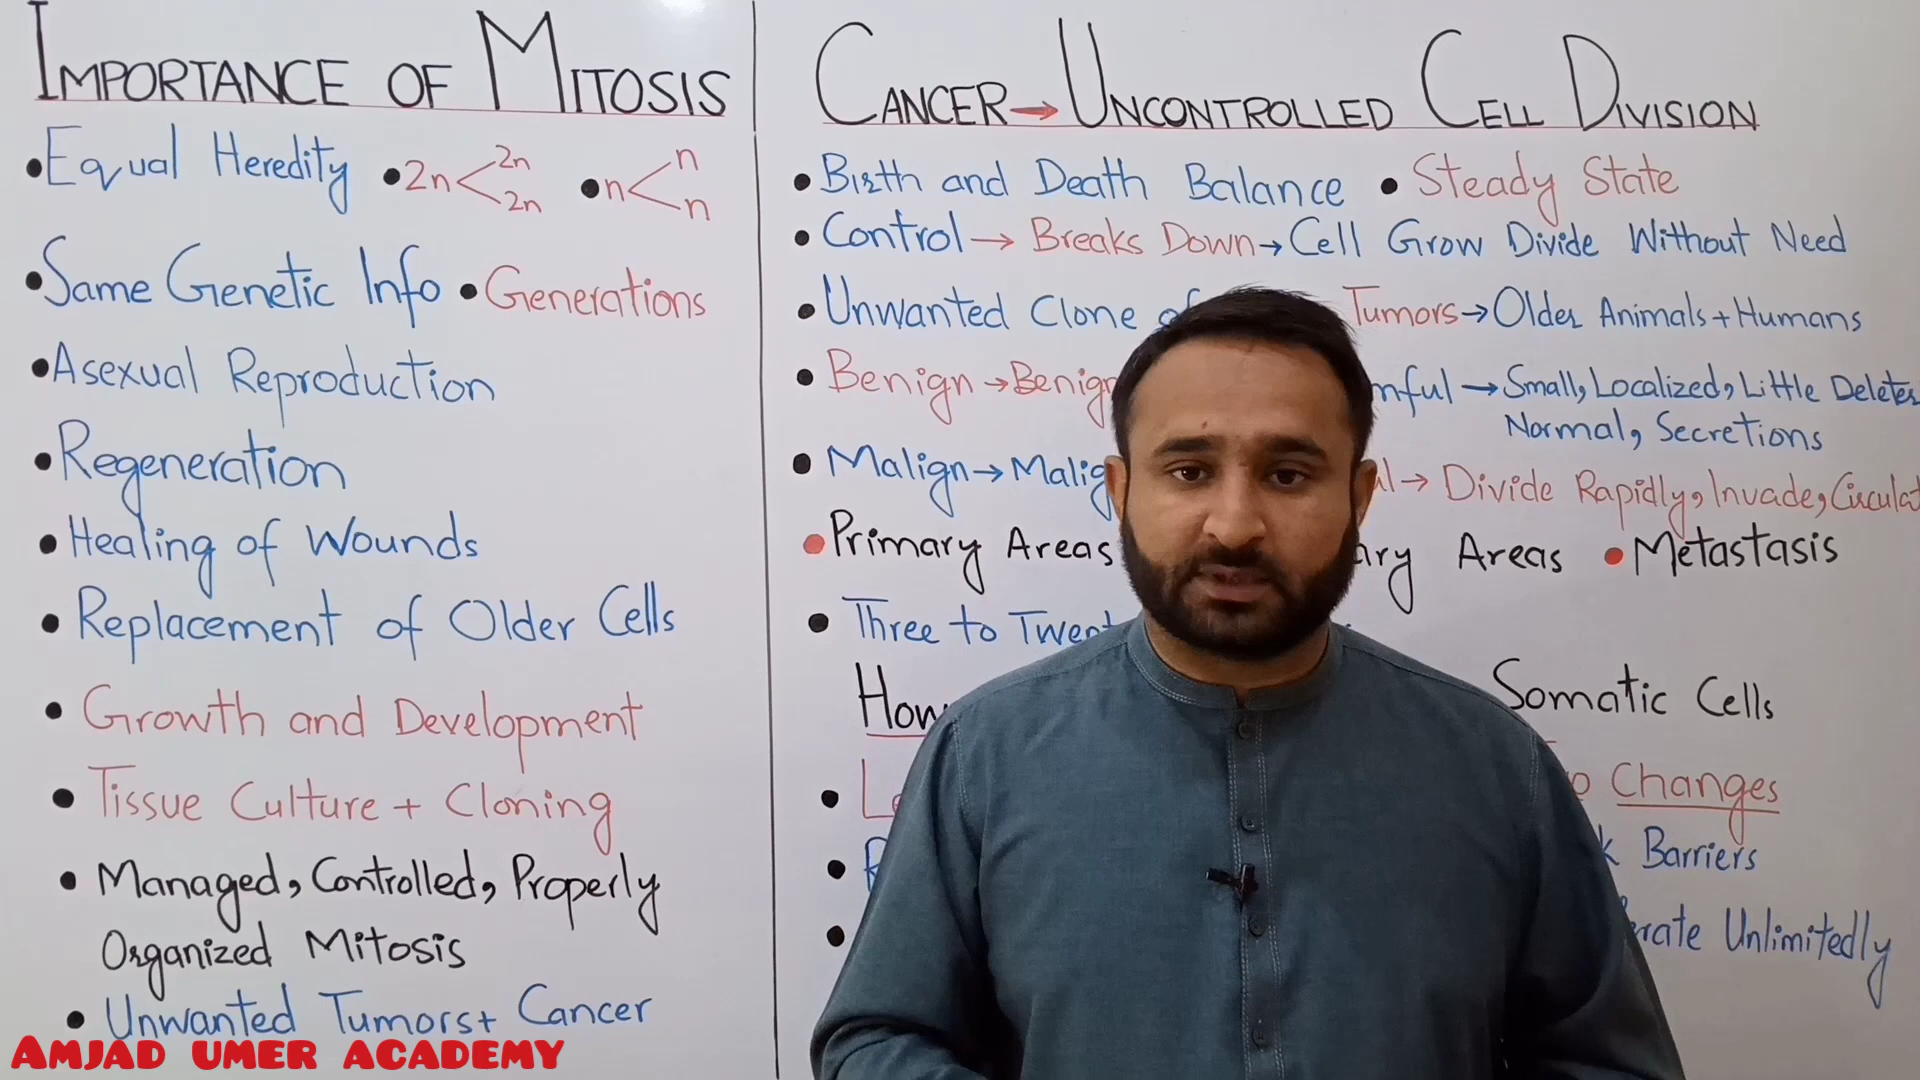 IMPORTANCE OF MITOSIS
• Equal Heredity • 2n < 2n 2n • n < n n
• Same Genetic Info • Generations
• Asexual Reproduction
• Regeneration
• Healing of Wounds
• Replacement of Older Cells
• Growth and Development
• Tissue Culture + Cloning
• Managed, Controlled, Properly
Organized Mitosis
• Unwanted Tumors + Cancer
AMJAD UMER ACADEMY
CANCER → UNCONTROLLED CELL DIVISION
• Birth and Death Balance • Steady State
• Control → Breaks Down → Cell Grow Divide Without Need
• Unwanted Clone Tumors → Older Animals + Humans
• Benign → Benign → Small, Localized, Little
Normal, Secretions
• Malign → → Divide Rapidly, Invade,
• Primary Areas Areas • Metastasis
• Three to Somatic Cells
• Changes
• Barriers
• Unlimitedly